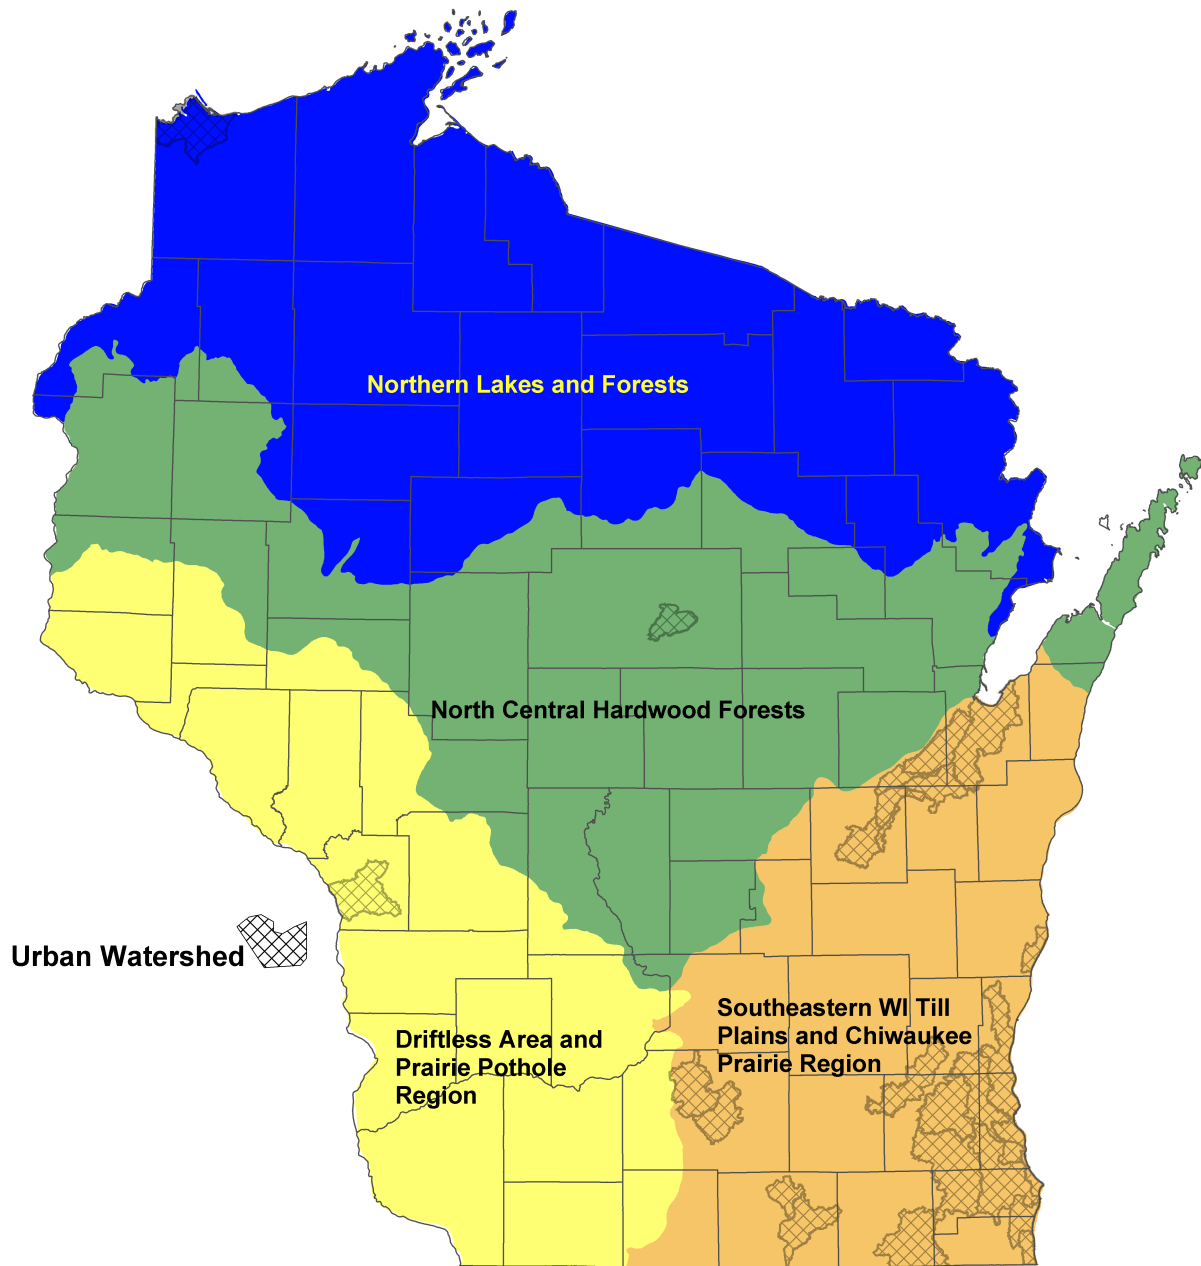 Northern Lakes and Forests
North Central Hardwood Forests
Urban Watershed
Southeastern WI Till
Plains and Chiwaukee
Prairie Region
Driftless Area and
Prairie Pothole
Region